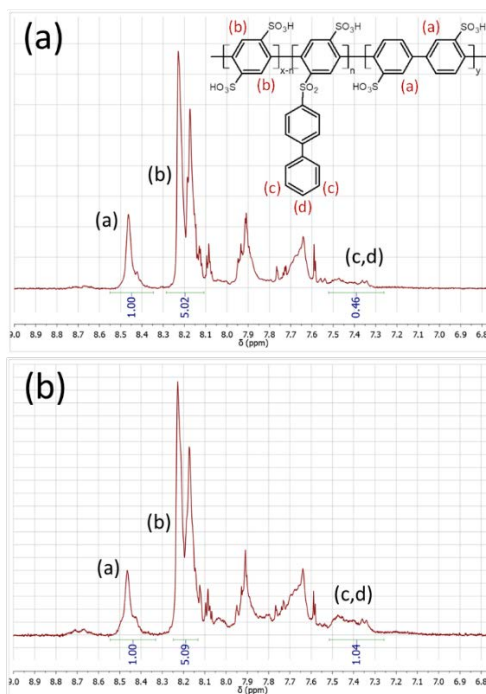 (a)
(b) SO₃H SO₃H (a) SO₃H
x-n n y
HO₃S (b) SO₂ HO₃S (a)
(c) (c)
(d)
(b)
(a)
(c,d)
1.00 5.02 0.46
9.0 8.9 8.8 8.7 8.6 8.5 8.4 8.3 8.2 8.1 8.0 7.9 7.8 7.7 7.6 7.5 7.4 7.3 7.2 7.1 7.0 6.9 6.8
δ (ppm)
(b)
(b)
(a)
(c,d)
1.00 5.09 1.04
9.0 8.9 8.8 8.7 8.6 8.5 8.4 8.3 8.2 8.1 8.0 7.9 7.8 7.7 7.6 7.5 7.4 7.3 7.2 7.1 7.0 6.9 6.8
δ (ppm)